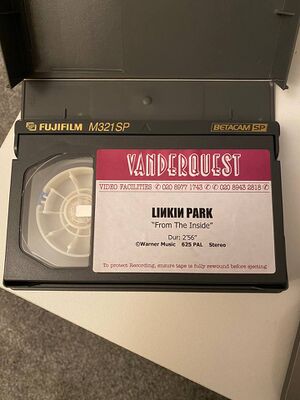 FUJIFILM M321SP BETACAM SP
VANDERQUEST
VIDEO FACILITIES ✆ 020 8977 1743 ✆ 020 8943 2818 ✆
LINKIN PARK
"From The Inside"
Dur: 2'56"
©Warner Music 625 PAL Stereo
To protect Recording, ensure tape is fully rewound before ejecting